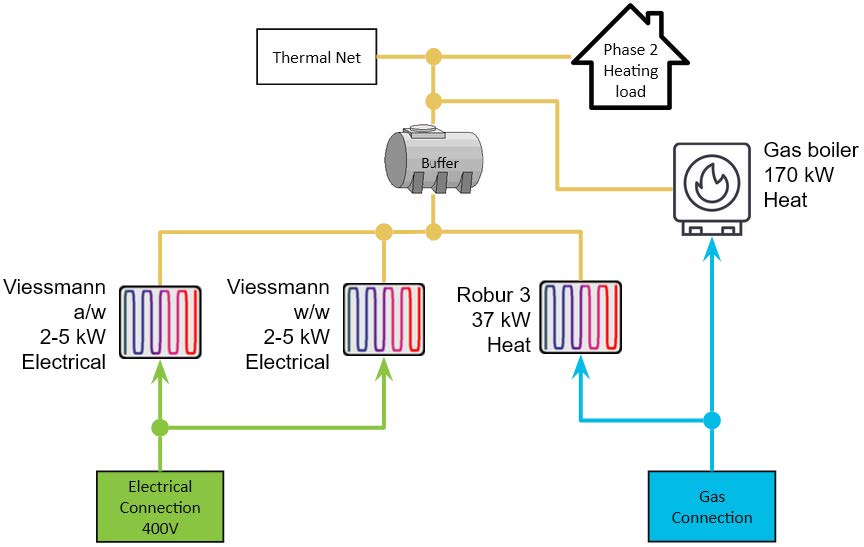 Thermal Net
Phase 2
Heating
load
Buffer
Gas boiler
170 kW
Heat
Viessmann
a/w
2-5 kW
Electrical
Viessmann
w/w
2-5 kW
Electrical
Robur 3
37 kW
Heat
Electrical
Connection
400V
Gas
Connection